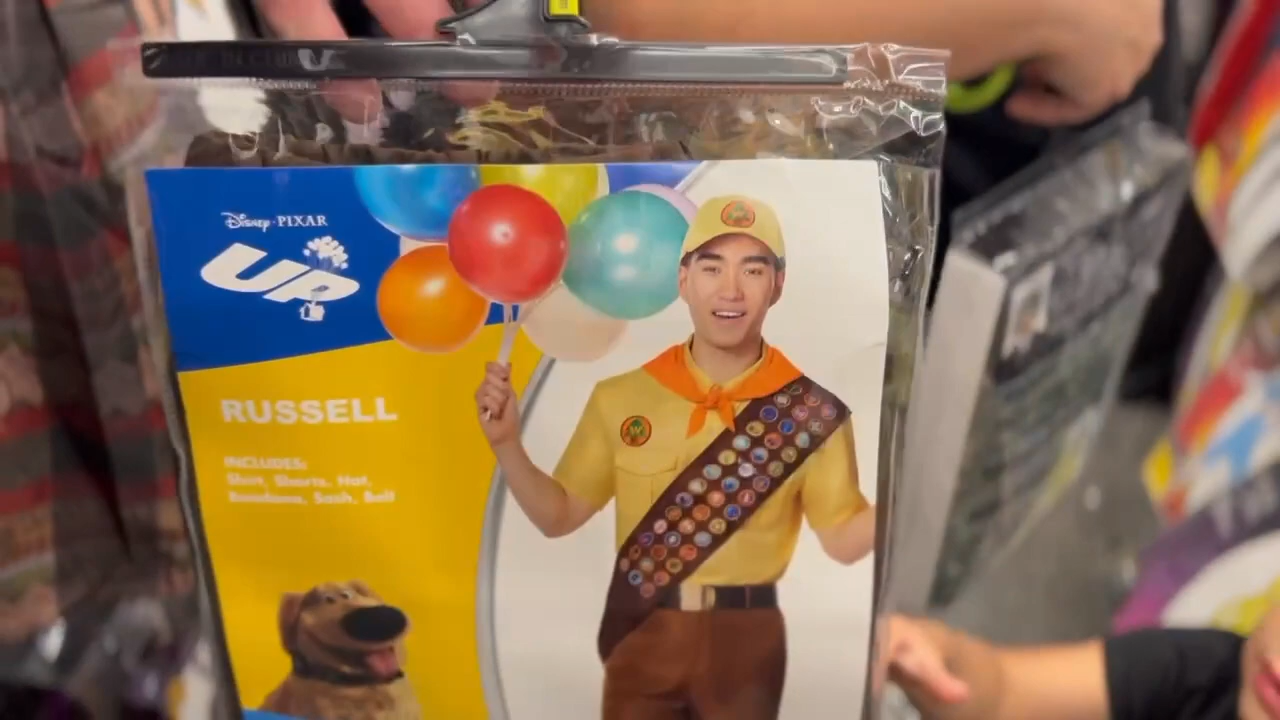 Disney · PIXAR
UP
RUSSELL
INCLUDES:
Shirt, Shorts, Hat,
Bandana, Sash, Belt
W